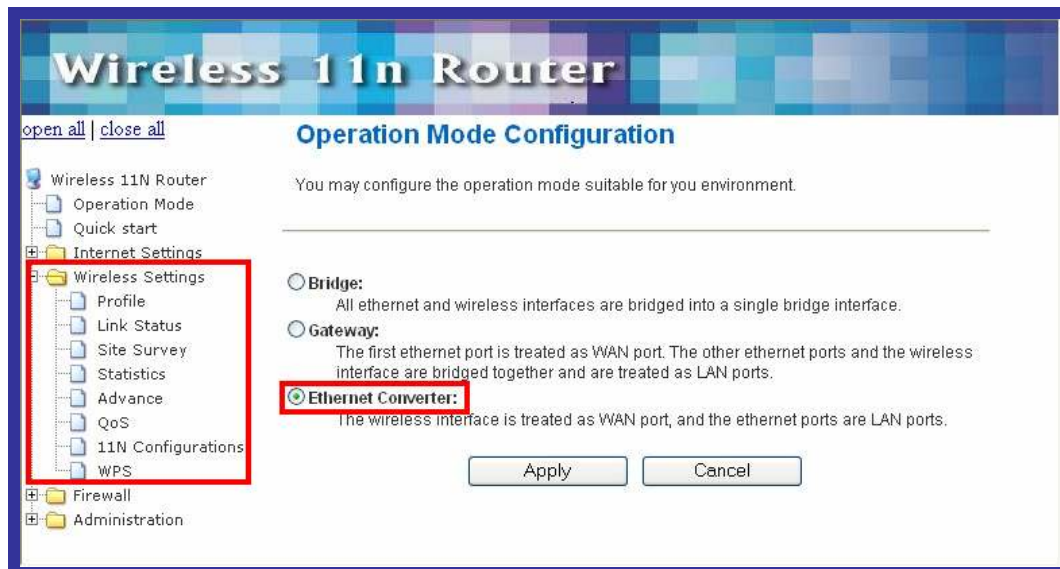 Wireless 11n Router
open all | close all
Wireless 11N Router
Operation Mode
Quick start
Internet Settings
Wireless Settings
Profile
Link Status
Site Survey
Statistics
Advance
QoS
11N Configurations
WPS
Firewall
Administration
Operation Mode Configuration
You may configure the operation mode suitable for you environment.
Bridge:
All ethernet and wireless interfaces are bridged into a single bridge interface.
Gateway:
The first ethernet port is treated as WAN port. The other ethernet ports and the wireless
interface are bridged together and are treated as LAN ports.
Ethernet Converter:
The wireless interface is treated as WAN port, and the ethernet ports are LAN ports.
Apply Cancel